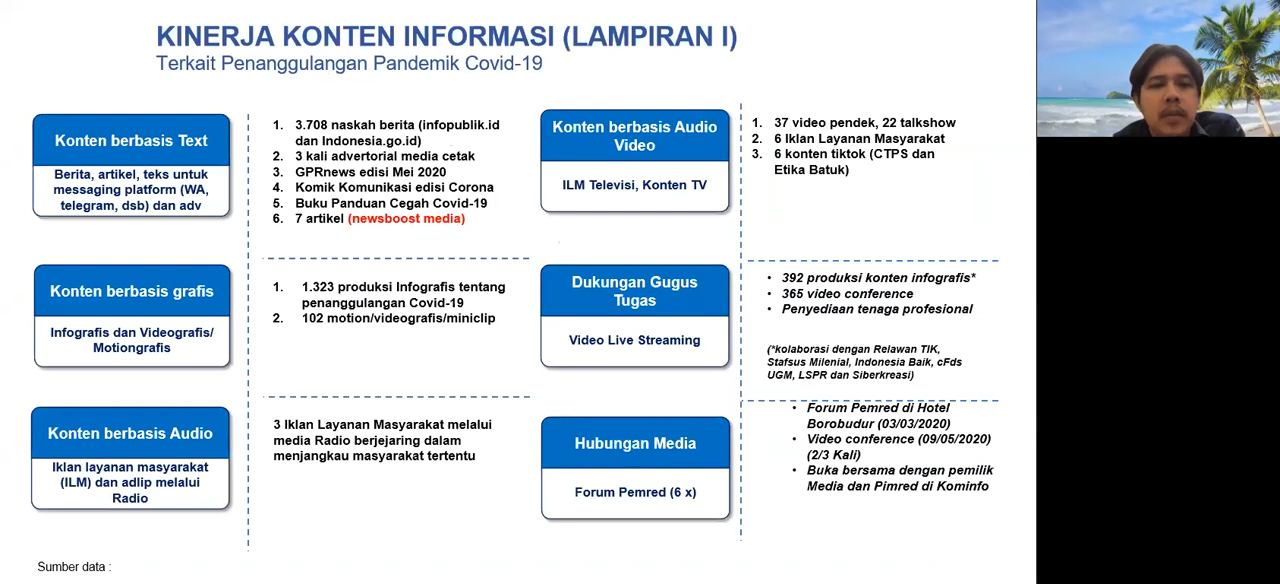 KINERJA KONTEN INFORMASI (LAMPIRAN I)
Terkait Penanggulangan Pandemik Covid-19
Konten berbasis Text
Berita, artikel, teks untuk
messaging platform (WA,
telegram, dsb) dan adv
1. 3.708 naskah berita (infopublik.id
dan Indonesia.go.id)
2. 3 kali advertorial media cetak
3. GPRnews edisi Mei 2020
4. Komik Komunikasi edisi Corona
5. Buku Panduan Cegah Covid-19
6. 7 artikel (newsboost media)
Konten berbasis Audio
Video
ILM Televisi, Konten TV
1. 37 video pendek, 22 talkshow
2. 6 Iklan Layanan Masyarakat
3. 6 konten tiktok (CTPS dan
Etika Batuk)
Konten berbasis grafis
Infografis dan Videografis/
Motiongrafis
1. 1.323 produksi Infografis tentang
penanggulangan Covid-19
2. 102 motion/videografis/miniclip
Dukungan Gugus
Tugas
Video Live Streaming
• 392 produksi konten infografis*
• 365 video conference
• Penyediaan tenaga profesional
(*kolaborasi dengan Relawan TIK,
Stafsus Milenial, Indonesia Baik, cFds
UGM, LSPR dan Siberkreasi)
Konten berbasis Audio
Iklan layanan masyarakat
(ILM) dan adlip melalui
Radio
3 Iklan Layanan Masyarakat melalui
media Radio berjejaring dalam
menjangkau masyarakat tertentu
Hubungan Media
Forum Pemred (6 x)
• Forum Pemred di Hotel
Borobudur (03/03/2020)
• Video conference (09/05/2020)
(2/3 Kali)
• Buka bersama dengan pemilik
Media dan Pimred di Kominfo
Sumber data :